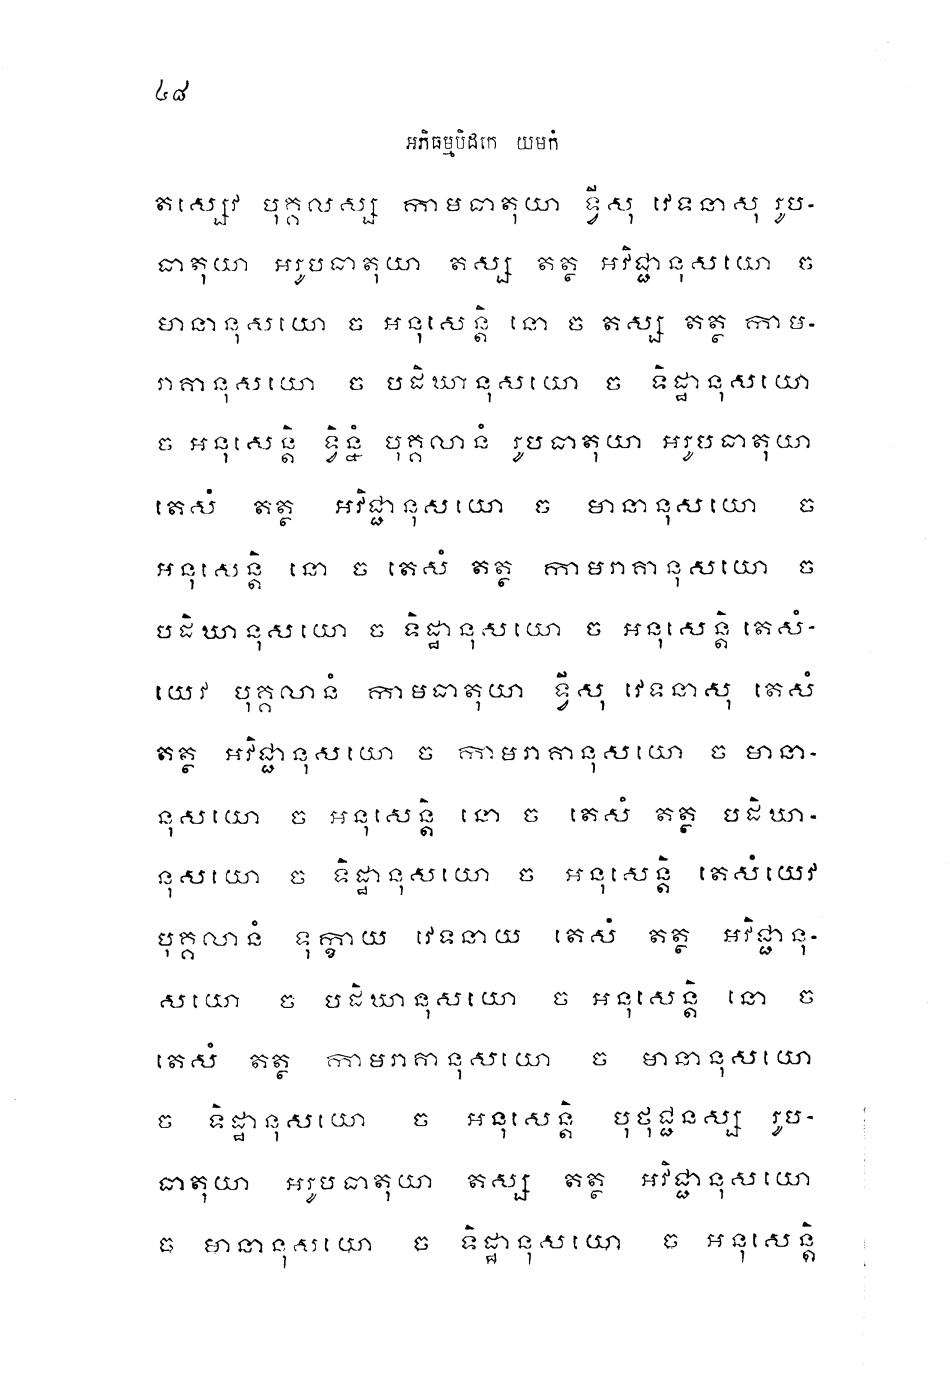 ៤៨
អភិធម្មបិដកេ យមកំ
តស្សេវ បុគ្គលស្ស កាមធាតុយា ទ្វីសុ វេទនាសុ រូប-
ធាតុយា អរូបធាតុយា តស្ស តត្ថ អវិជ្ជានុសយោ ច
មានានុសយោ ច អនុសេន្តិ នោ ច តស្ស តត្ថ កាម-
រាគានុសយោ ច បដិឃានុសយោ ច ទិដ្ឋានុសយោ
ច អនុសេន្តិ ទ្វិន្នំ បុគ្គលានំ រូបធាតុយា អរូបធាតុយា
តេសំ តត្ថ អវិជ្ជានុសយោ ច មានានុសយោ ច
អនុសេន្តិ នោ ច តេសំ តត្ថ កាមរាគានុសយោ ច
បដិឃានុសយោ ច ទិដ្ឋានុសយោ ច អនុសេន្តិ តេសំ-
យេវ បុគ្គលានំ កាមធាតុយា ទ្វីសុ វេទនាសុ តេសំ
តត្ថ អវិជ្ជានុសយោ ច កាមរាគានុសយោ ច មានា-
នុសយោ ច អនុសេន្តិ នោ ច តេសំ តត្ថ បដិឃា-
នុសយោ ច ទិដ្ឋានុសយោ ច អនុសេន្តិ តេសំយេវ
បុគ្គលានំ ទុក្ខាយ វេទនាយ តេសំ តត្ថ អវិជ្ជានុ-
សយោ ច បដិឃានុសយោ ច អនុសេន្តិ នោ ច
តេសំ តត្ថ កាមរាគានុសយោ ច មានានុសយោ
ច ទិដ្ឋានុសយោ ច អនុសេន្តិ បុថុជ្ជនស្ស រូប-
ធាតុយា អរូបធាតុយា តស្ស តត្ថ អវិជ្ជានុសយោ
ច មានានុសយោ ច ទិដ្ឋានុសយោ ច អនុសេន្តិ